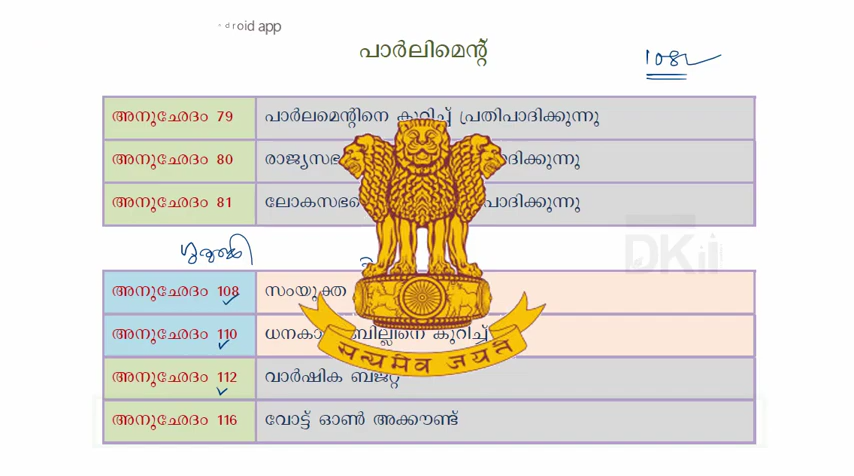 droid app
പാർലിമെന്റ്
108
അനുഛേദം 79 പാർലമെന്റിനെ കുറിച്ച് പ്രതിപാദിക്കുന്നു
അനുഛേദം 80
അനുഛേദം 81
DKil
അനുഛേദം 108 സംയുക്ത
അനുഛേദം 110 ബില്ലിനെ കുറിച്ച്
അനുഛേദം 112 വാർഷിക ബജറ്റ്
അനുഛേദം 116 വോട്ട് ഓൺ അക്കൗണ്ട്
सत्यमेव जयते